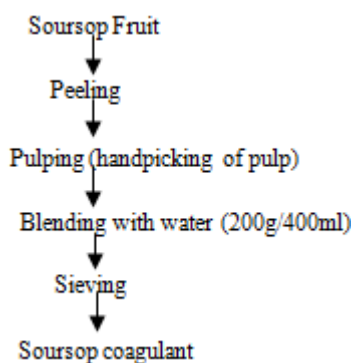 Soursop Fruit
Peeling
Pulping (handpicking of pulp)
Blending with water (200g/400ml)
Sieving
Soursop coagulant